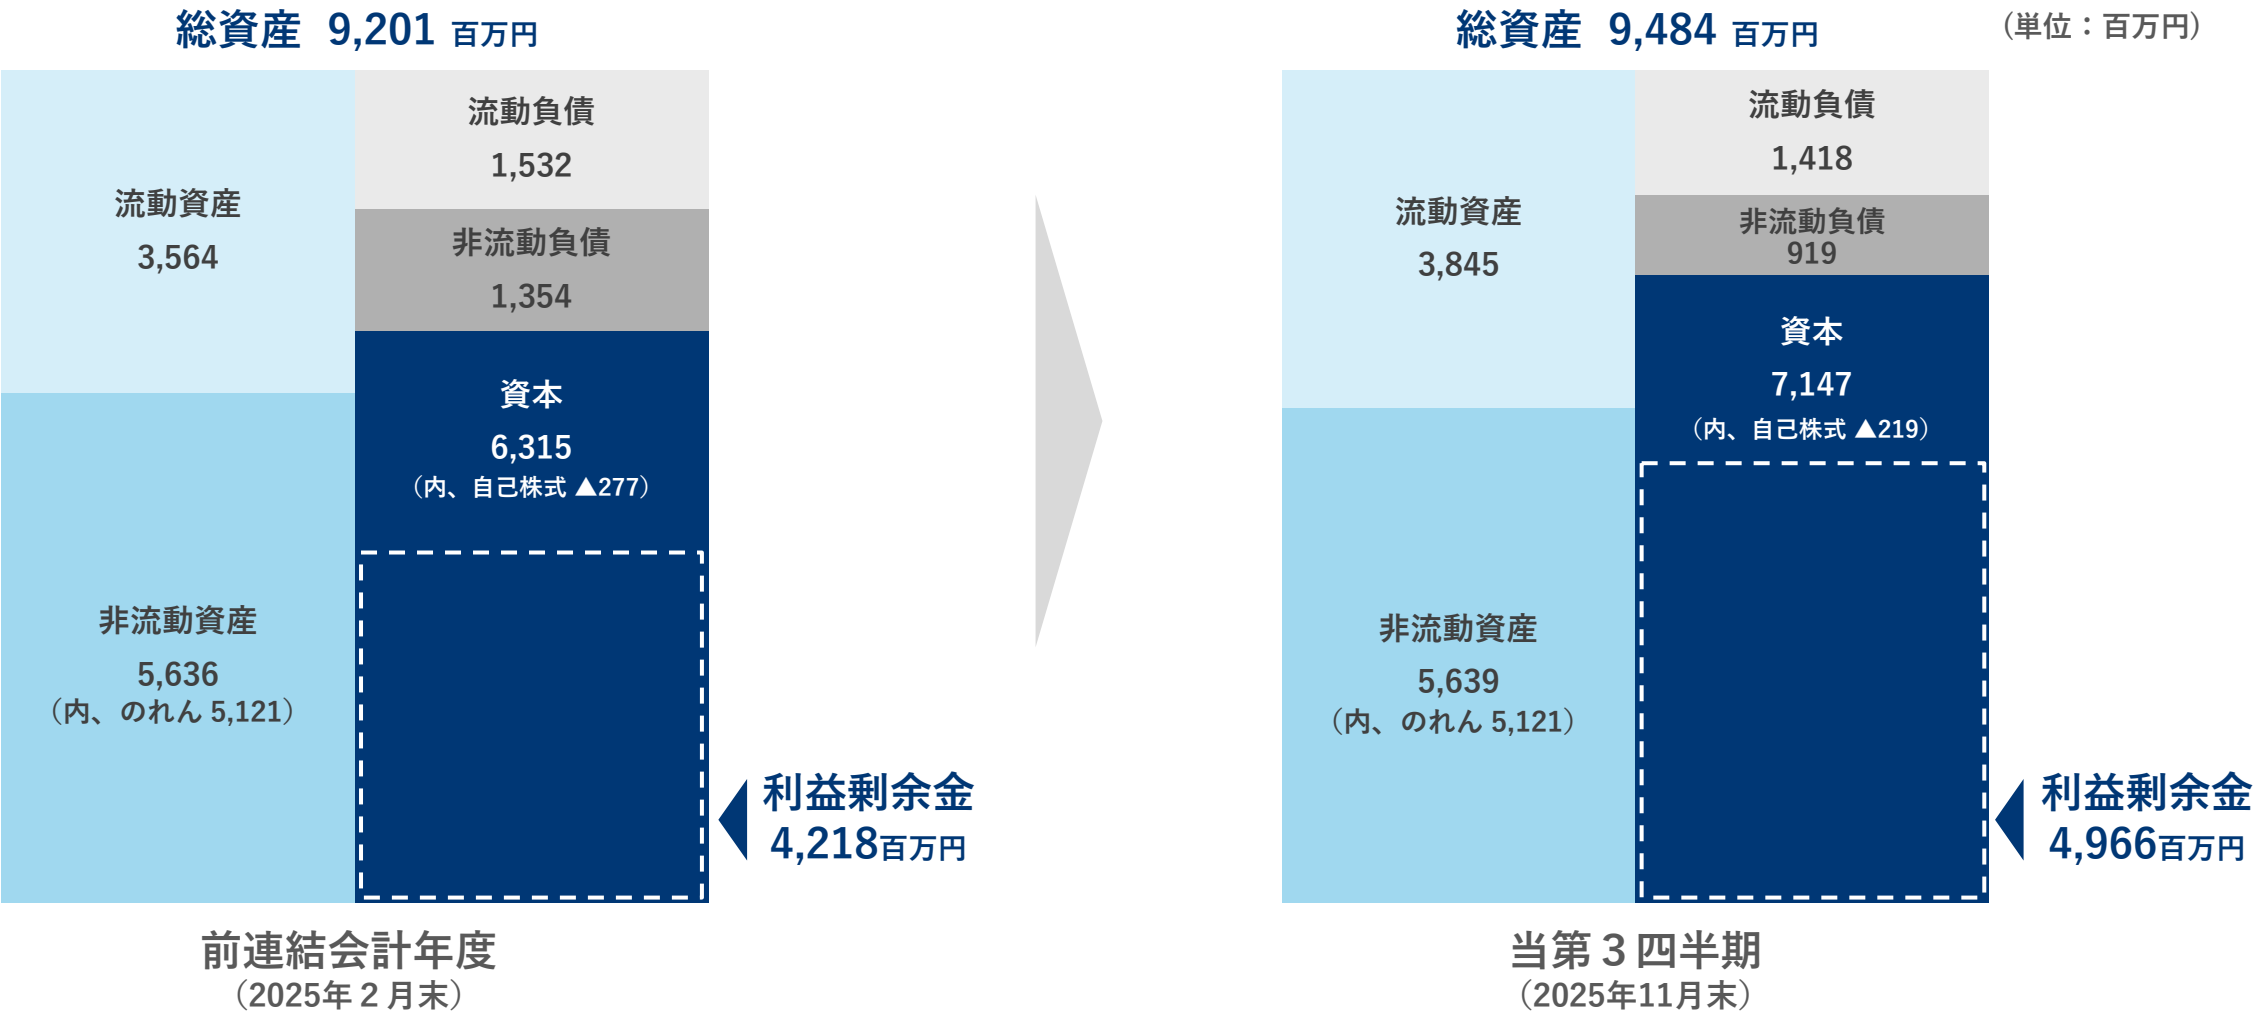 総資産 9,201 百万円
流動資産
3,564
非流動資産
5,636
（内、のれん 5,121）
流動負債
1,532
非流動負債
1,354
資本
6,315
（内、自己株式 ▲277）
利益剰余金
4,218百万円
前連結会計年度
（2025年２月末）
総資産 9,484 百万円
（単位：百万円）
流動資産
3,845
非流動資産
5,639
（内、のれん 5,121）
流動負債
1,418
非流動負債
919
資本
7,147
（内、自己株式 ▲219）
利益剰余金
4,966百万円
当第３四半期
（2025年11月末）